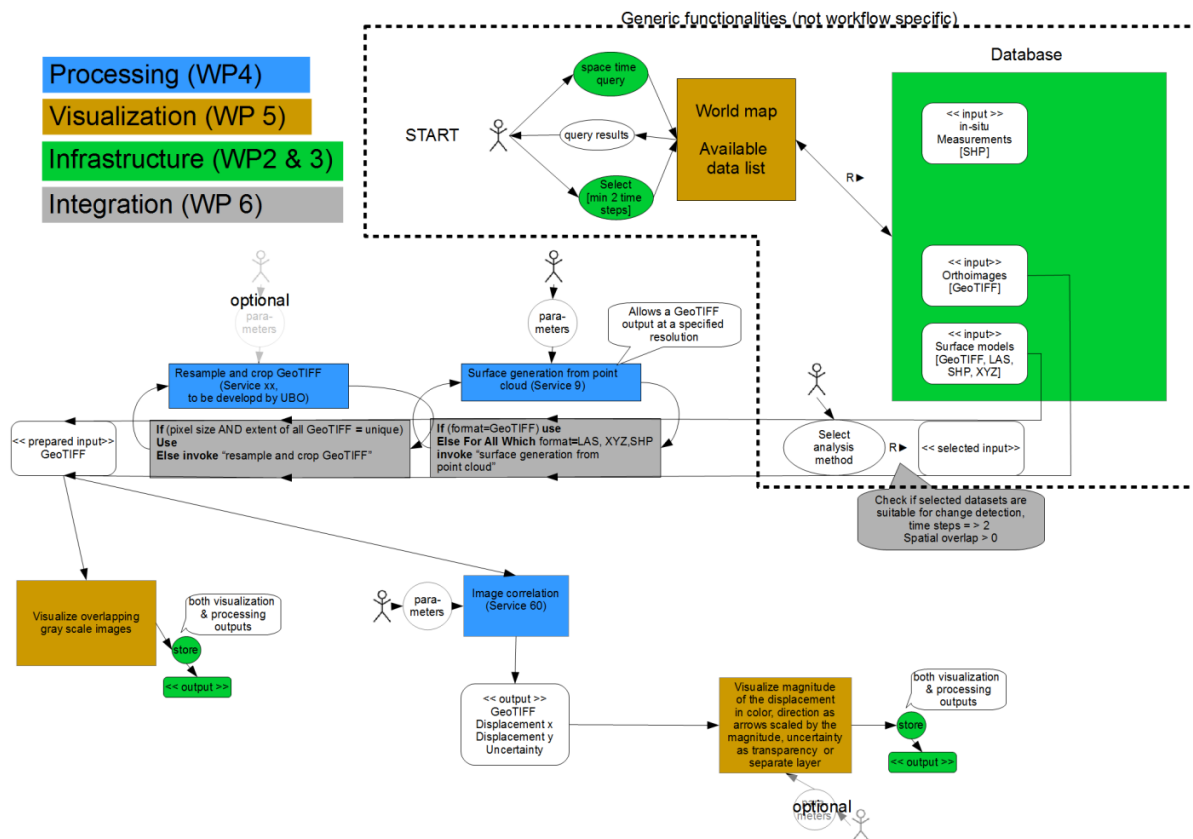 Generic functionalities (not workflow specific)
Processing (WP4)
Visualization (WP 5)
Infrastructure (WP2 & 3)
Integration (WP 6)
START
space time
query
query results
Select
[min 2 time
steps]
World map
Available
data list
R►
Database
<< input >>
in-situ
Measurements
[SHP]
<< input>>
Orthoimages
[GeoTIFF]
<<input>>
Surface models
[GeoTIFF, LAS,
SHP, XYZ]
optional
para-
meters
para-
meters
Allows a GeoTIFF
output at a specified
resolution
Resample and crop GeoTIFF
(Service xx,
to be developd by UBO)
Surface generation from point
cloud (Service 9)
<< prepared input>>
GeoTIFF
If (pixel size AND extent of all GeoTIFF = unique)
Use
Else invoke “resample and crop GeoTIFF”
If (format=GeoTIFF) use
Else For All Which format=LAS, XYZ,SHP
invoke “surface generation from
point cloud”
Select
analysis
method
R►
<< selected input>>
Check if selected datasets are
suitable for change detection,
time steps = > 2
Spatial overlap > 0
Visualize overlapping
gray scale images
both visualization
& processing
outputs
store
<< output >>
para-
meters
Image correlation
(Service 60)
<< output >>
GeoTIFF
Displacement x
Displacement y
Uncertainty
Visualize magnitude
of the displacement
in color, direction as
arrows scaled by the
magnitude, uncertainty
as transparency or
separate layer
both visualization
& processing
outputs
store
<< output >>
para-
optional
meters